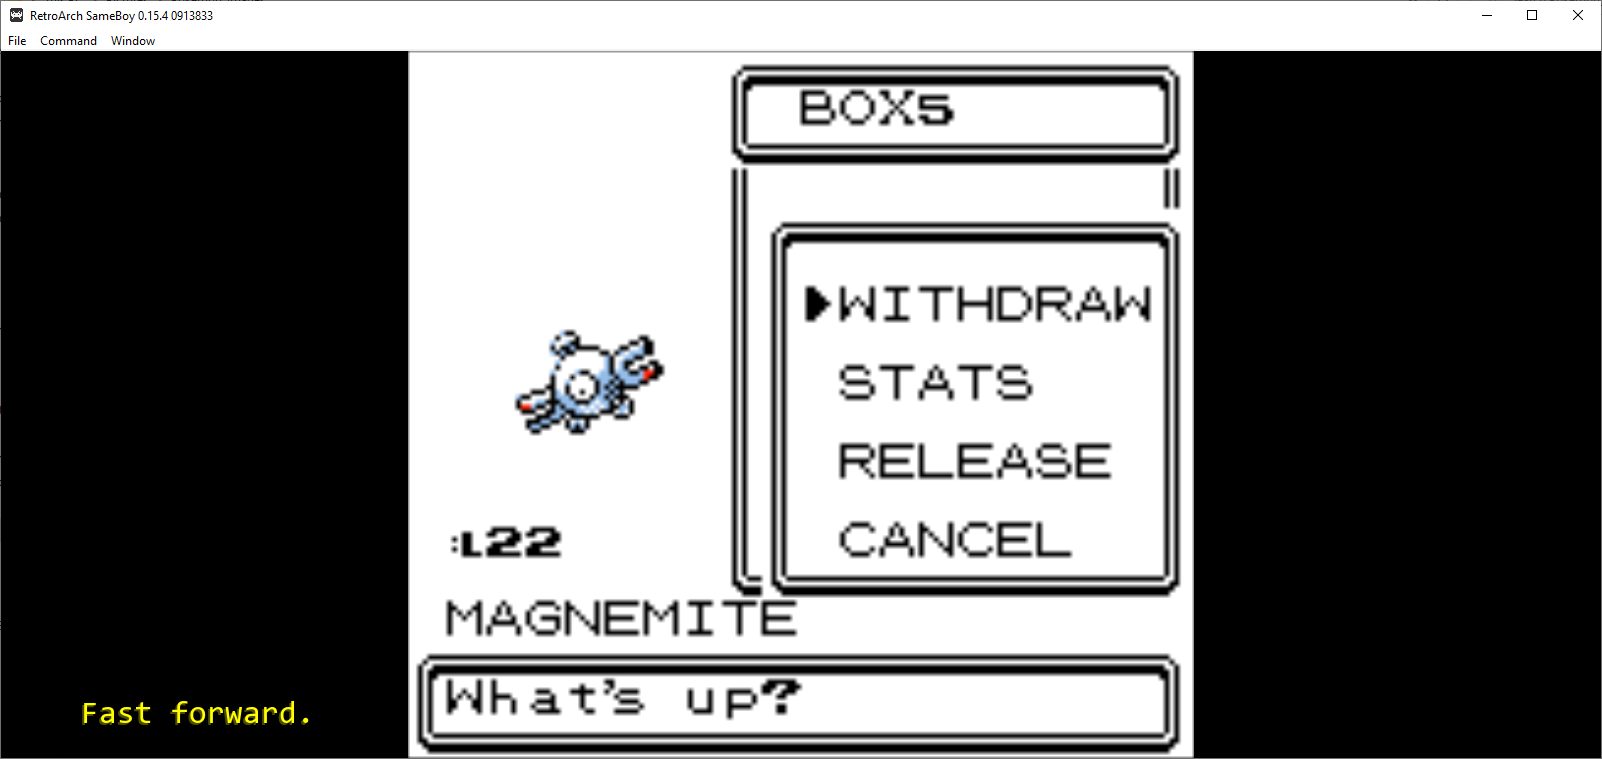 RetroArch SameBoy 0.15.4 0913833
File Command Window
BOX5
WITHDRAW
STATS
RELEASE
CANCEL
:L22
MAGNEMITE
What's up?
Fast forward.